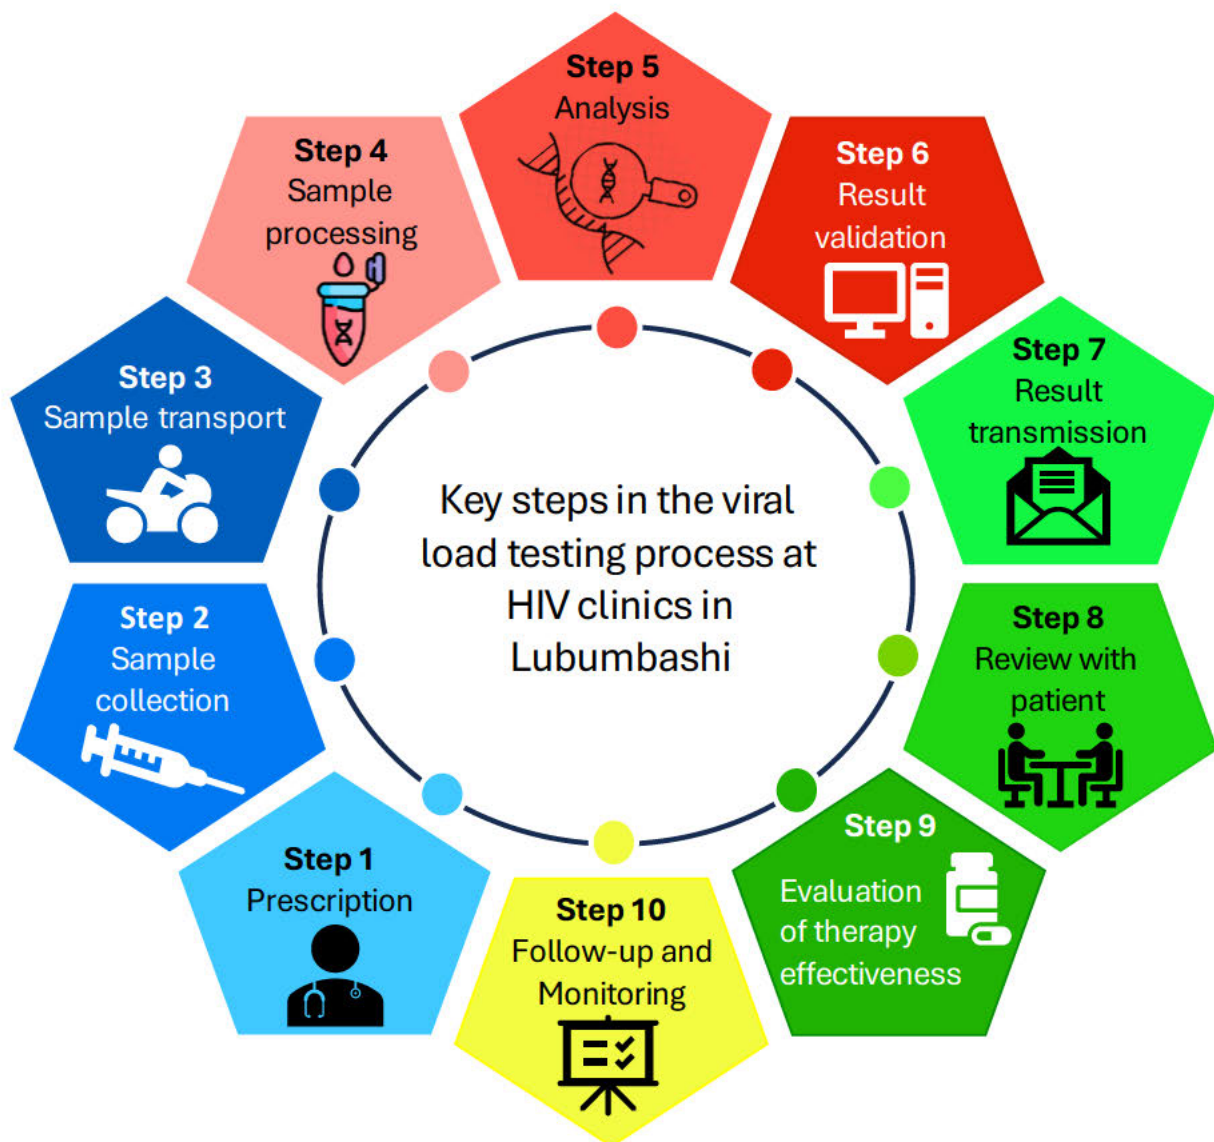 Step 1
Prescription
Step 2
Sample
collection
Step 3
Sample transport
Step 4
Sample
processing
Step 5
Analysis
Step 6
Result
validation
Step 7
Result
transmission
Step 8
Review with
patient
Step 9
Evaluation
of therapy
effectiveness
Step 10
Follow-up and
Monitoring
Key steps in the viral
load testing process at
HIV clinics in
Lubumbashi